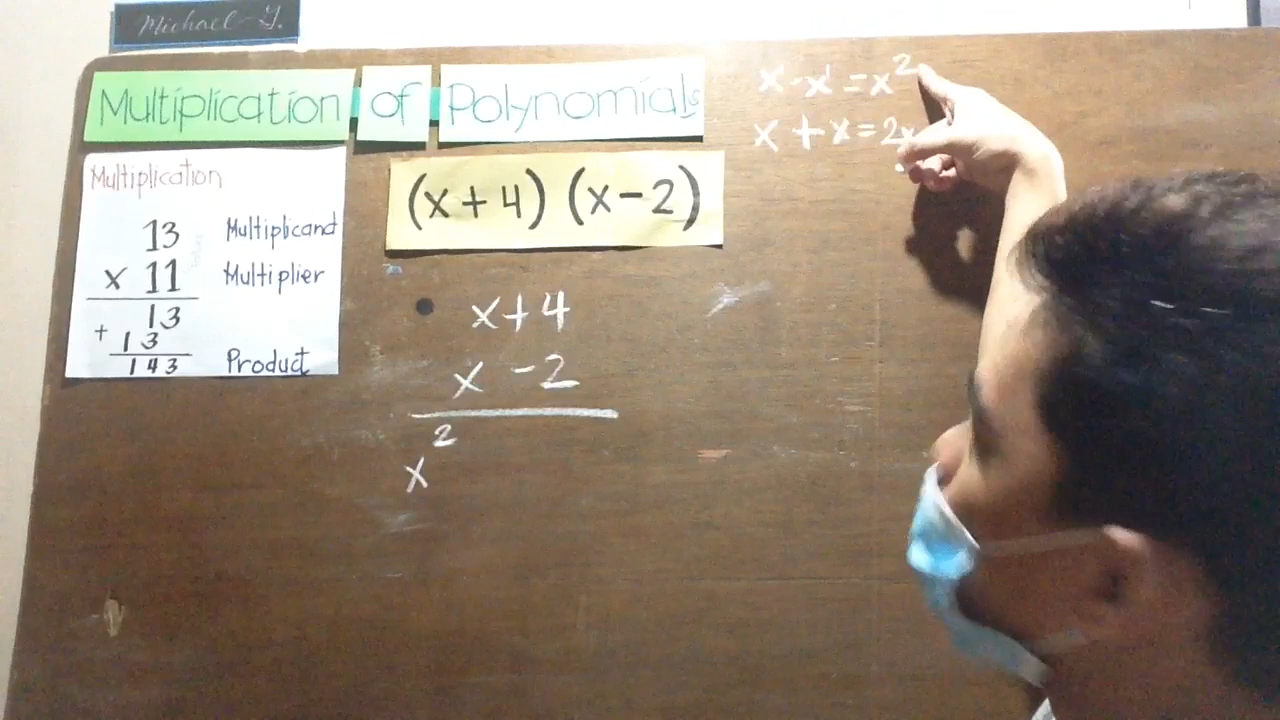 Michael Y.
Multiplication of Polynomials
x¹-x¹=x²
x+x=2x
Multiplication
13 Multiplicand
x 11 Multiplier
13
+13
143 Product
(x+4)(x-2)
x+4
x-2
x²